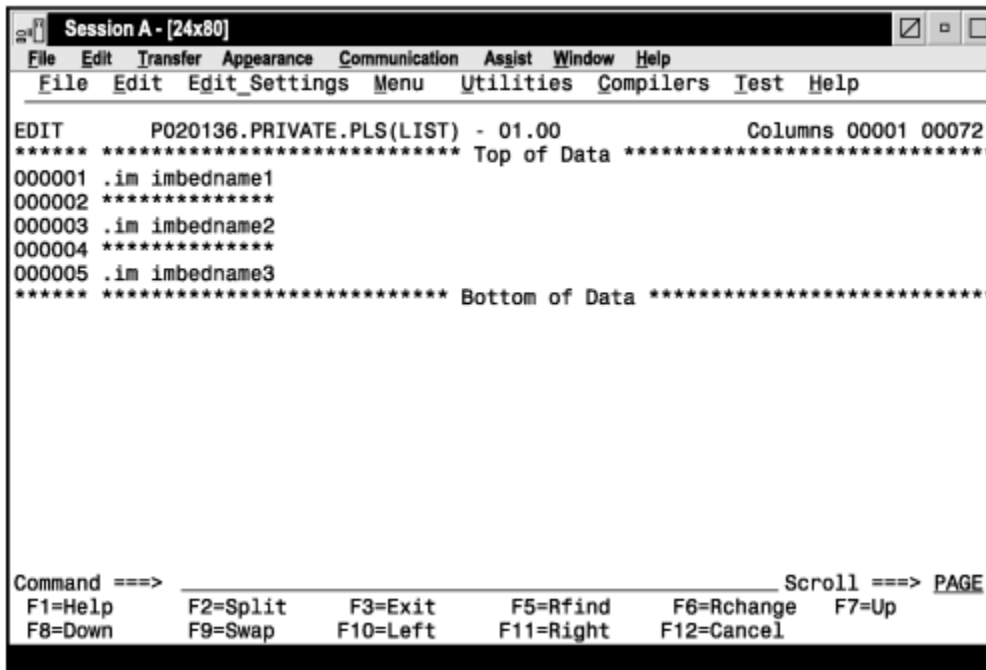 Session A - [24x80]
File Edit Transfer Appearance Communication Assist Window Help
File Edit Edit_Settings Menu Utilities Compilers Test Help
EDIT P020136.PRIVATE.PLS(LIST) - 01.00 Columns 00001 00072
****** ***************************** Top of Data ******************************
000001 .im imbedname1
000002 **************
000003 .im imbedname2
000004 **************
000005 .im imbedname3
****** **************************** Bottom of Data ****************************
Command ===> Scroll ===> PAGE
F1=Help F2=Split F3=Exit F5=Rfind F6=Rchange F7=Up
F8=Down F9=Swap F10=Left F11=Right F12=Cancel